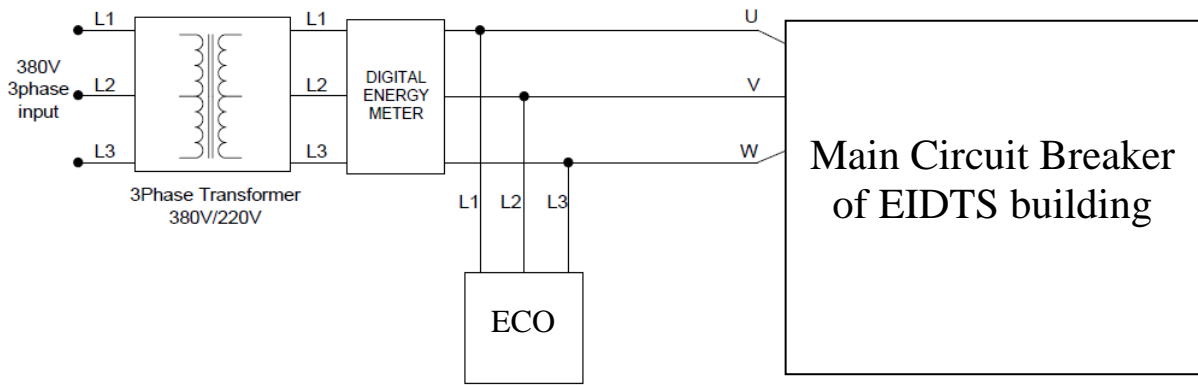 L1
L1
U
380V
3phase
input
L2
L2
DIGITAL
ENERGY
METER
V
L3
L3
W
Main Circuit Breaker
of EIDTS building
3Phase Transformer
380V/220V
L1
L2
L3
ECO